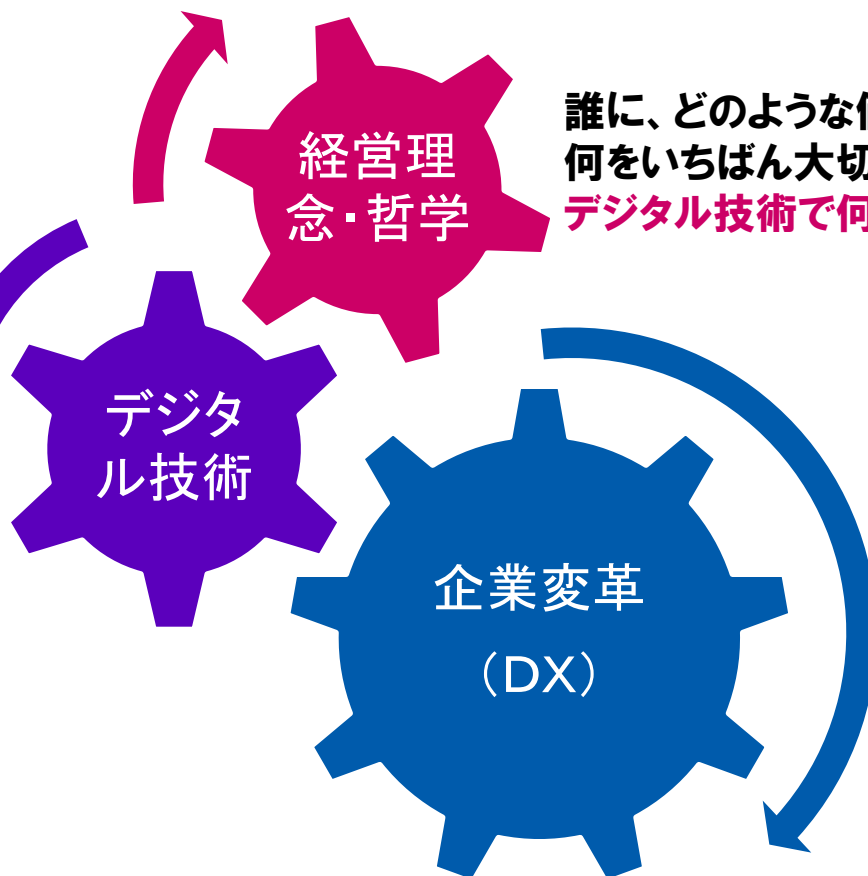 誰に、どのような
何をいちばん大切
デジタル技術で何
経営理
念・哲学
デジタ
ル技術
企業変革
（DX）